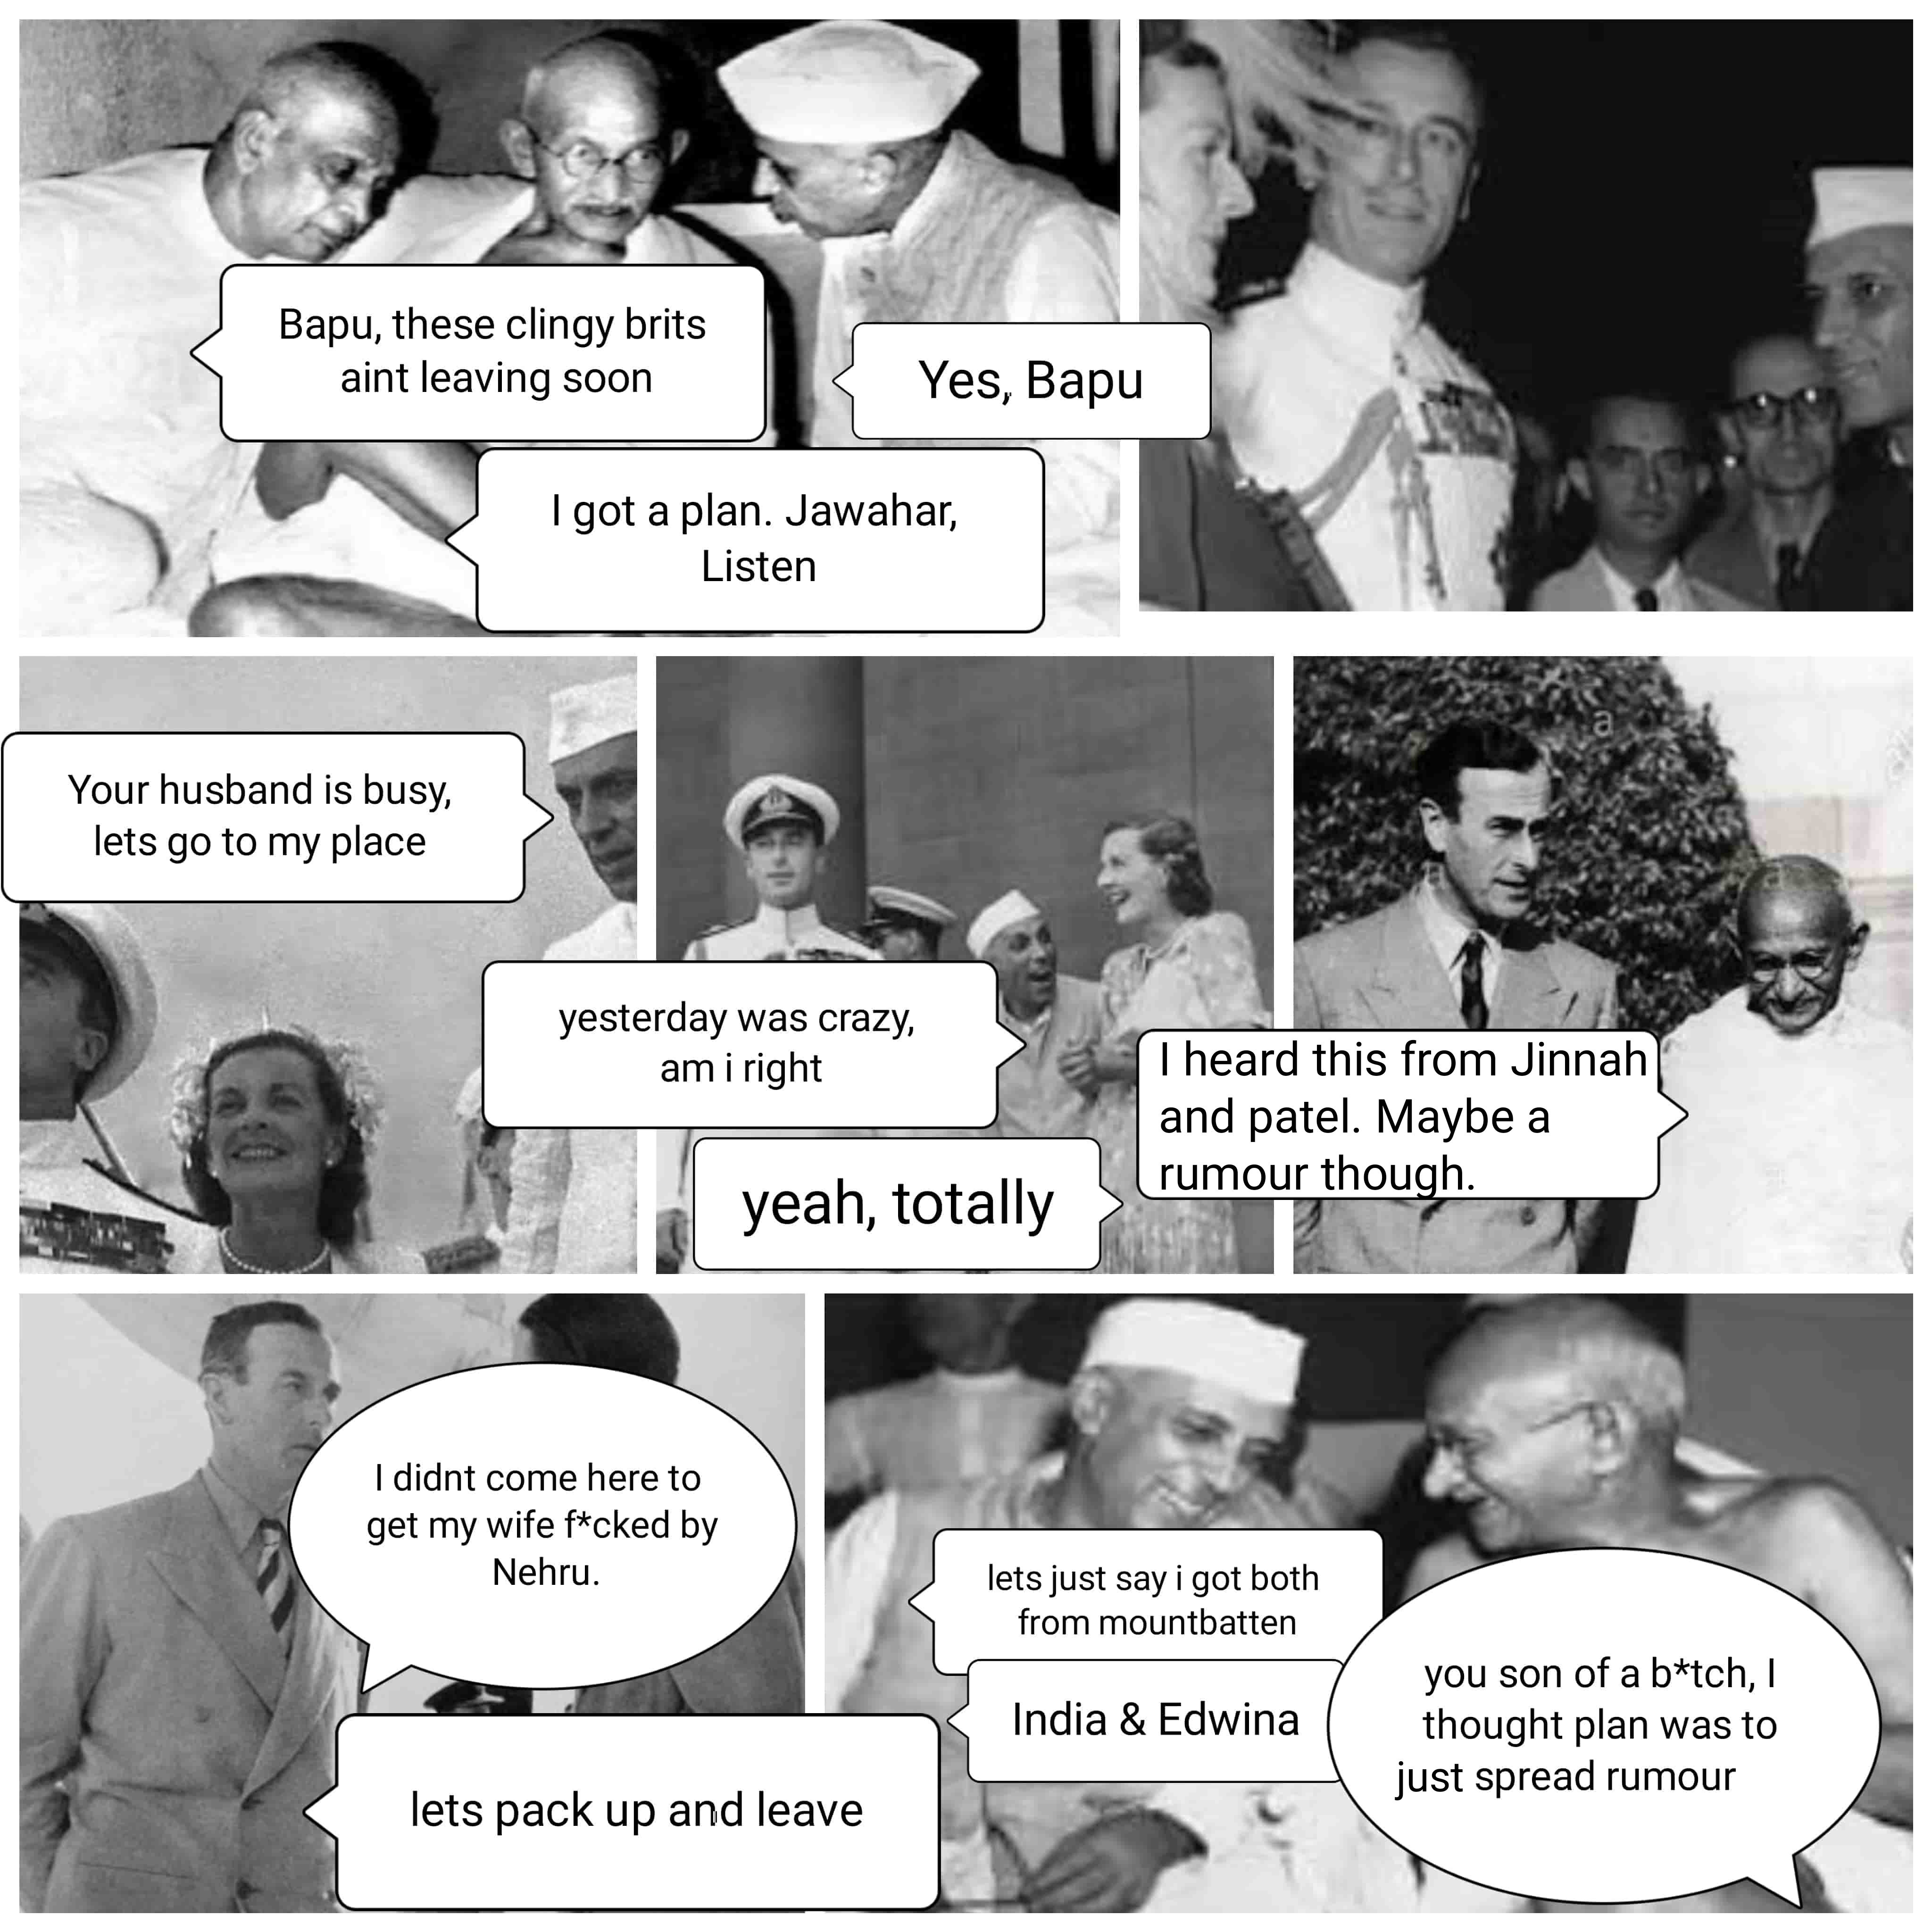 Bapu, these clingy brits
aint leaving soon
Yes, Bapu
I got a plan. Jawahar,
Listen
Your husband is busy,
lets go to my place
yesterday was crazy,
am i right
yeah, totally
a
I heard this from Jinnah
and patel. Maybe a
rumour though.
I didnt come here to
get my wife f*cked by
Nehru.
lets pack up and leave
lets just say i got both
from mountbatten
India & Edwina
you son of a b*tch, I
thought plan was to
just spread rumour